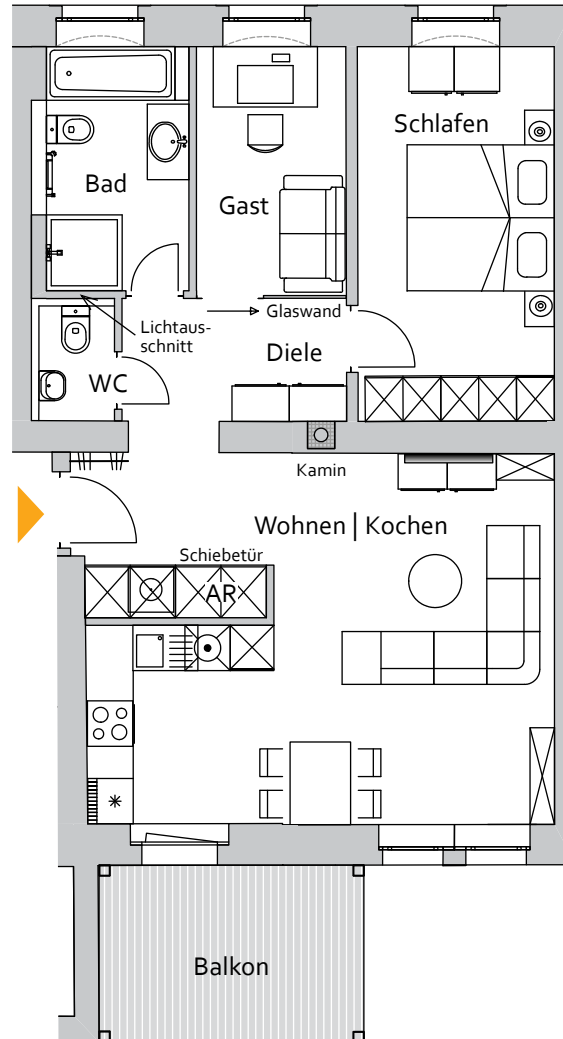 Schlafen
Bad
Gast
Glaswand
Lichtaus-
schnitt
Diele
WC
Kamin
Wohnen | Kochen
Schiebetür
AR
Balkon